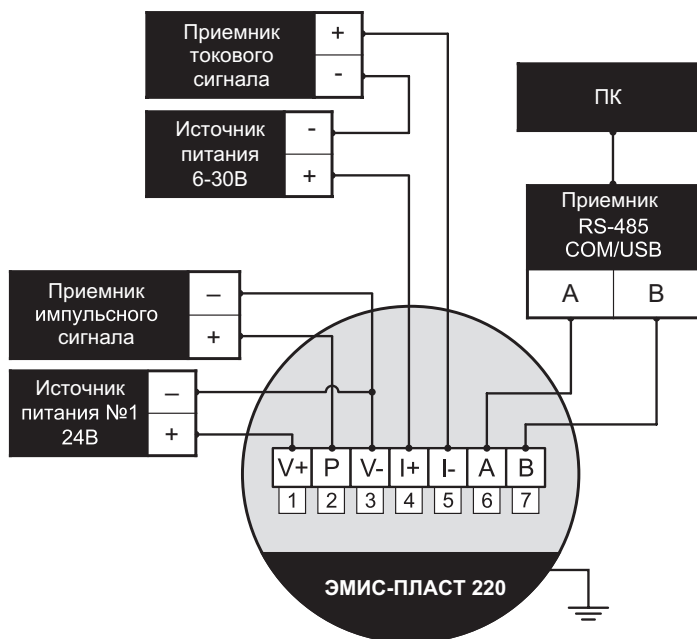 Приемник
токового
сигнала
+
-
Источник
питания
6-30В
-
+
ПК
Приемник
RS-485
COM/USB
A
B
Приемник
импульсного
сигнала
–
+
Источник
питания №1
24В
–
+
V+ P V- I+ I- A B
1 2 3 4 5 6 7
ЭМИС-ПЛАСТ 220